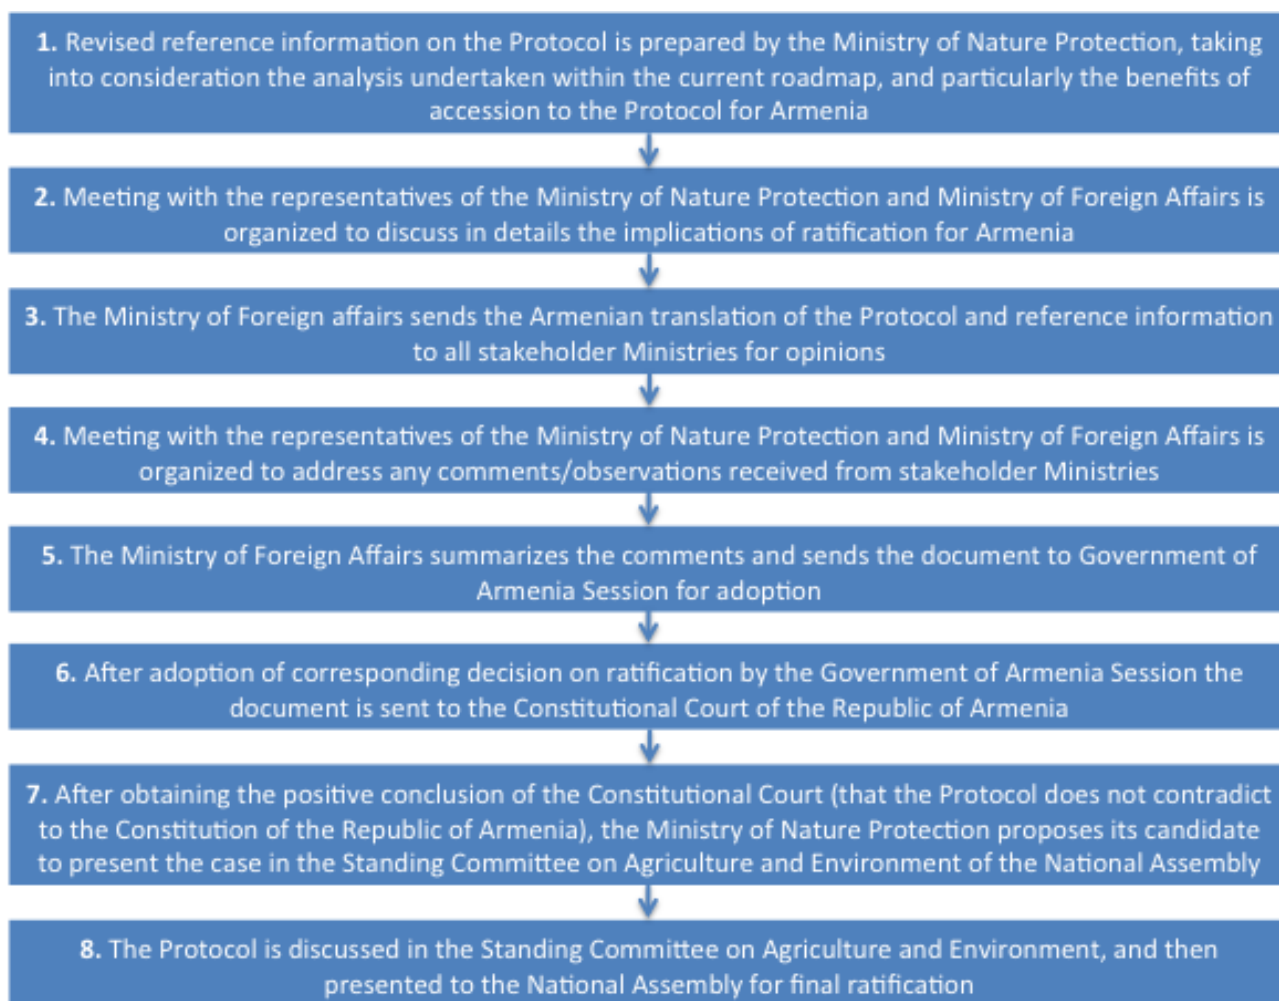 1. Revised reference information on the Protocol is prepared by the Ministry of Nature Protection, taking
into consideration the analysis undertaken within the current roadmap, and particularly the benefits of
accession to the Protocol for Armenia
2. Meeting with the representatives of the Ministry of Nature Protection and Ministry of Foreign Affairs is
organized to discuss in details the implications of ratification for Armenia
3. The Ministry of Foreign affairs sends the Armenian translation of the Protocol and reference information
to all stakeholder Ministries for opinions
4. Meeting with the representatives of the Ministry of Nature Protection and Ministry of Foreign Affairs is
organized to address any comments/observations received from stakeholder Ministries
5. The Ministry of Foreign Affairs summarizes the comments and sends the document to Government of
Armenia Session for adoption
6. After adoption of corresponding decision on ratification by the Government of Armenia Session the
document is sent to the Constitutional Court of the Republic of Armenia
7. After obtaining the positive conclusion of the Constitutional Court (that the Protocol does not contradict
to the Constitution of the Republic of Armenia), the Ministry of Nature Protection proposes its candidate
to present the case in the Standing Committee on Agriculture and Environment of the National Assembly
8. The Protocol is discussed in the Standing Committee on Agriculture and Environment, and then
presented to the National Assembly for final ratification